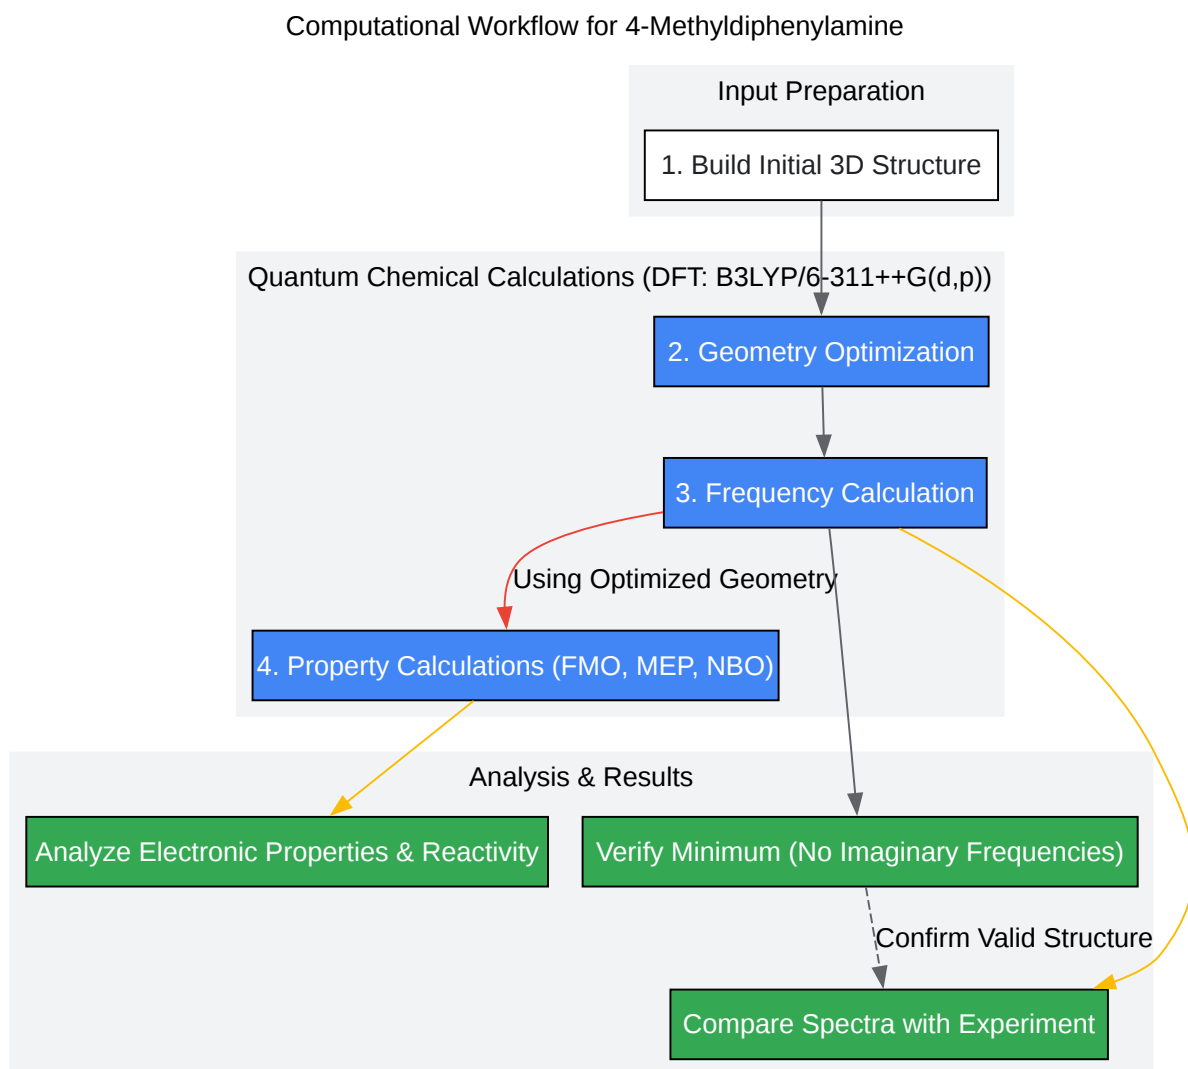 Computational Workflow for 4-Methyldiphenylamine
Input Preparation
1. Build Initial 3D Structure
Quantum Chemical Calculations (DFT: B3LYP/6-311++G(d,p))
2. Geometry Optimization
3. Frequency Calculation
Using Optimized Geometry
4. Property Calculations (FMO, MEP, NBO)
Analysis & Results
Analyze Electronic Properties & Reactivity
Verify Minimum (No Imaginary Frequencies)
Confirm Valid Structure
Compare Spectra with Experiment